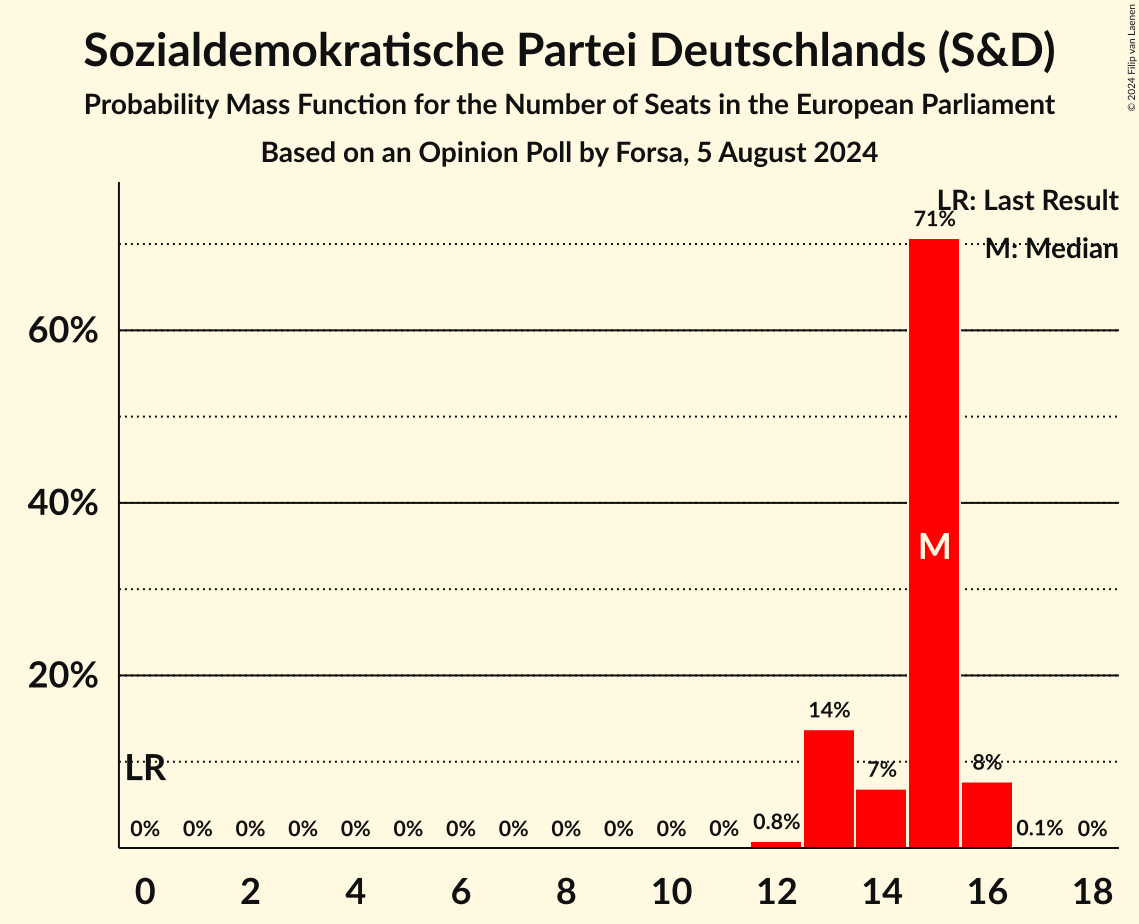 Sozialdemokratische Partei Deutschlands (S&D)
Probability Mass Function for the Number of Seats in the European Parliament
Based on an Opinion Poll by Forsa, 5 August 2024
© 2024 Filip van Laenen
LR: Last Result
M: Median
71%
60%
40%
M
20%
14%
LR
7%
8%
0% 0% 0% 0% 0% 0% 0% 0% 0% 0% 0% 0% 0.8% 0.1% 0%
0 2 4 6 8 10 12 14 16 18